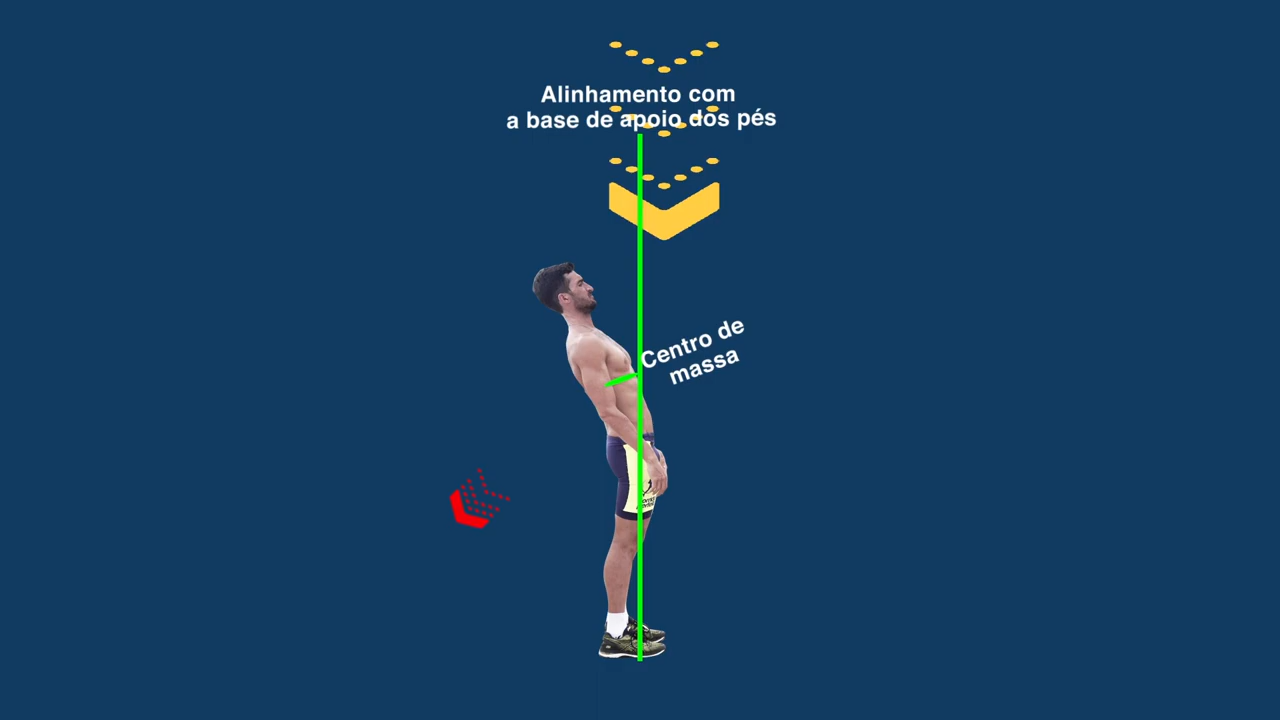 Alinhamento com
a base de apoio dos pés
Centro de
massa